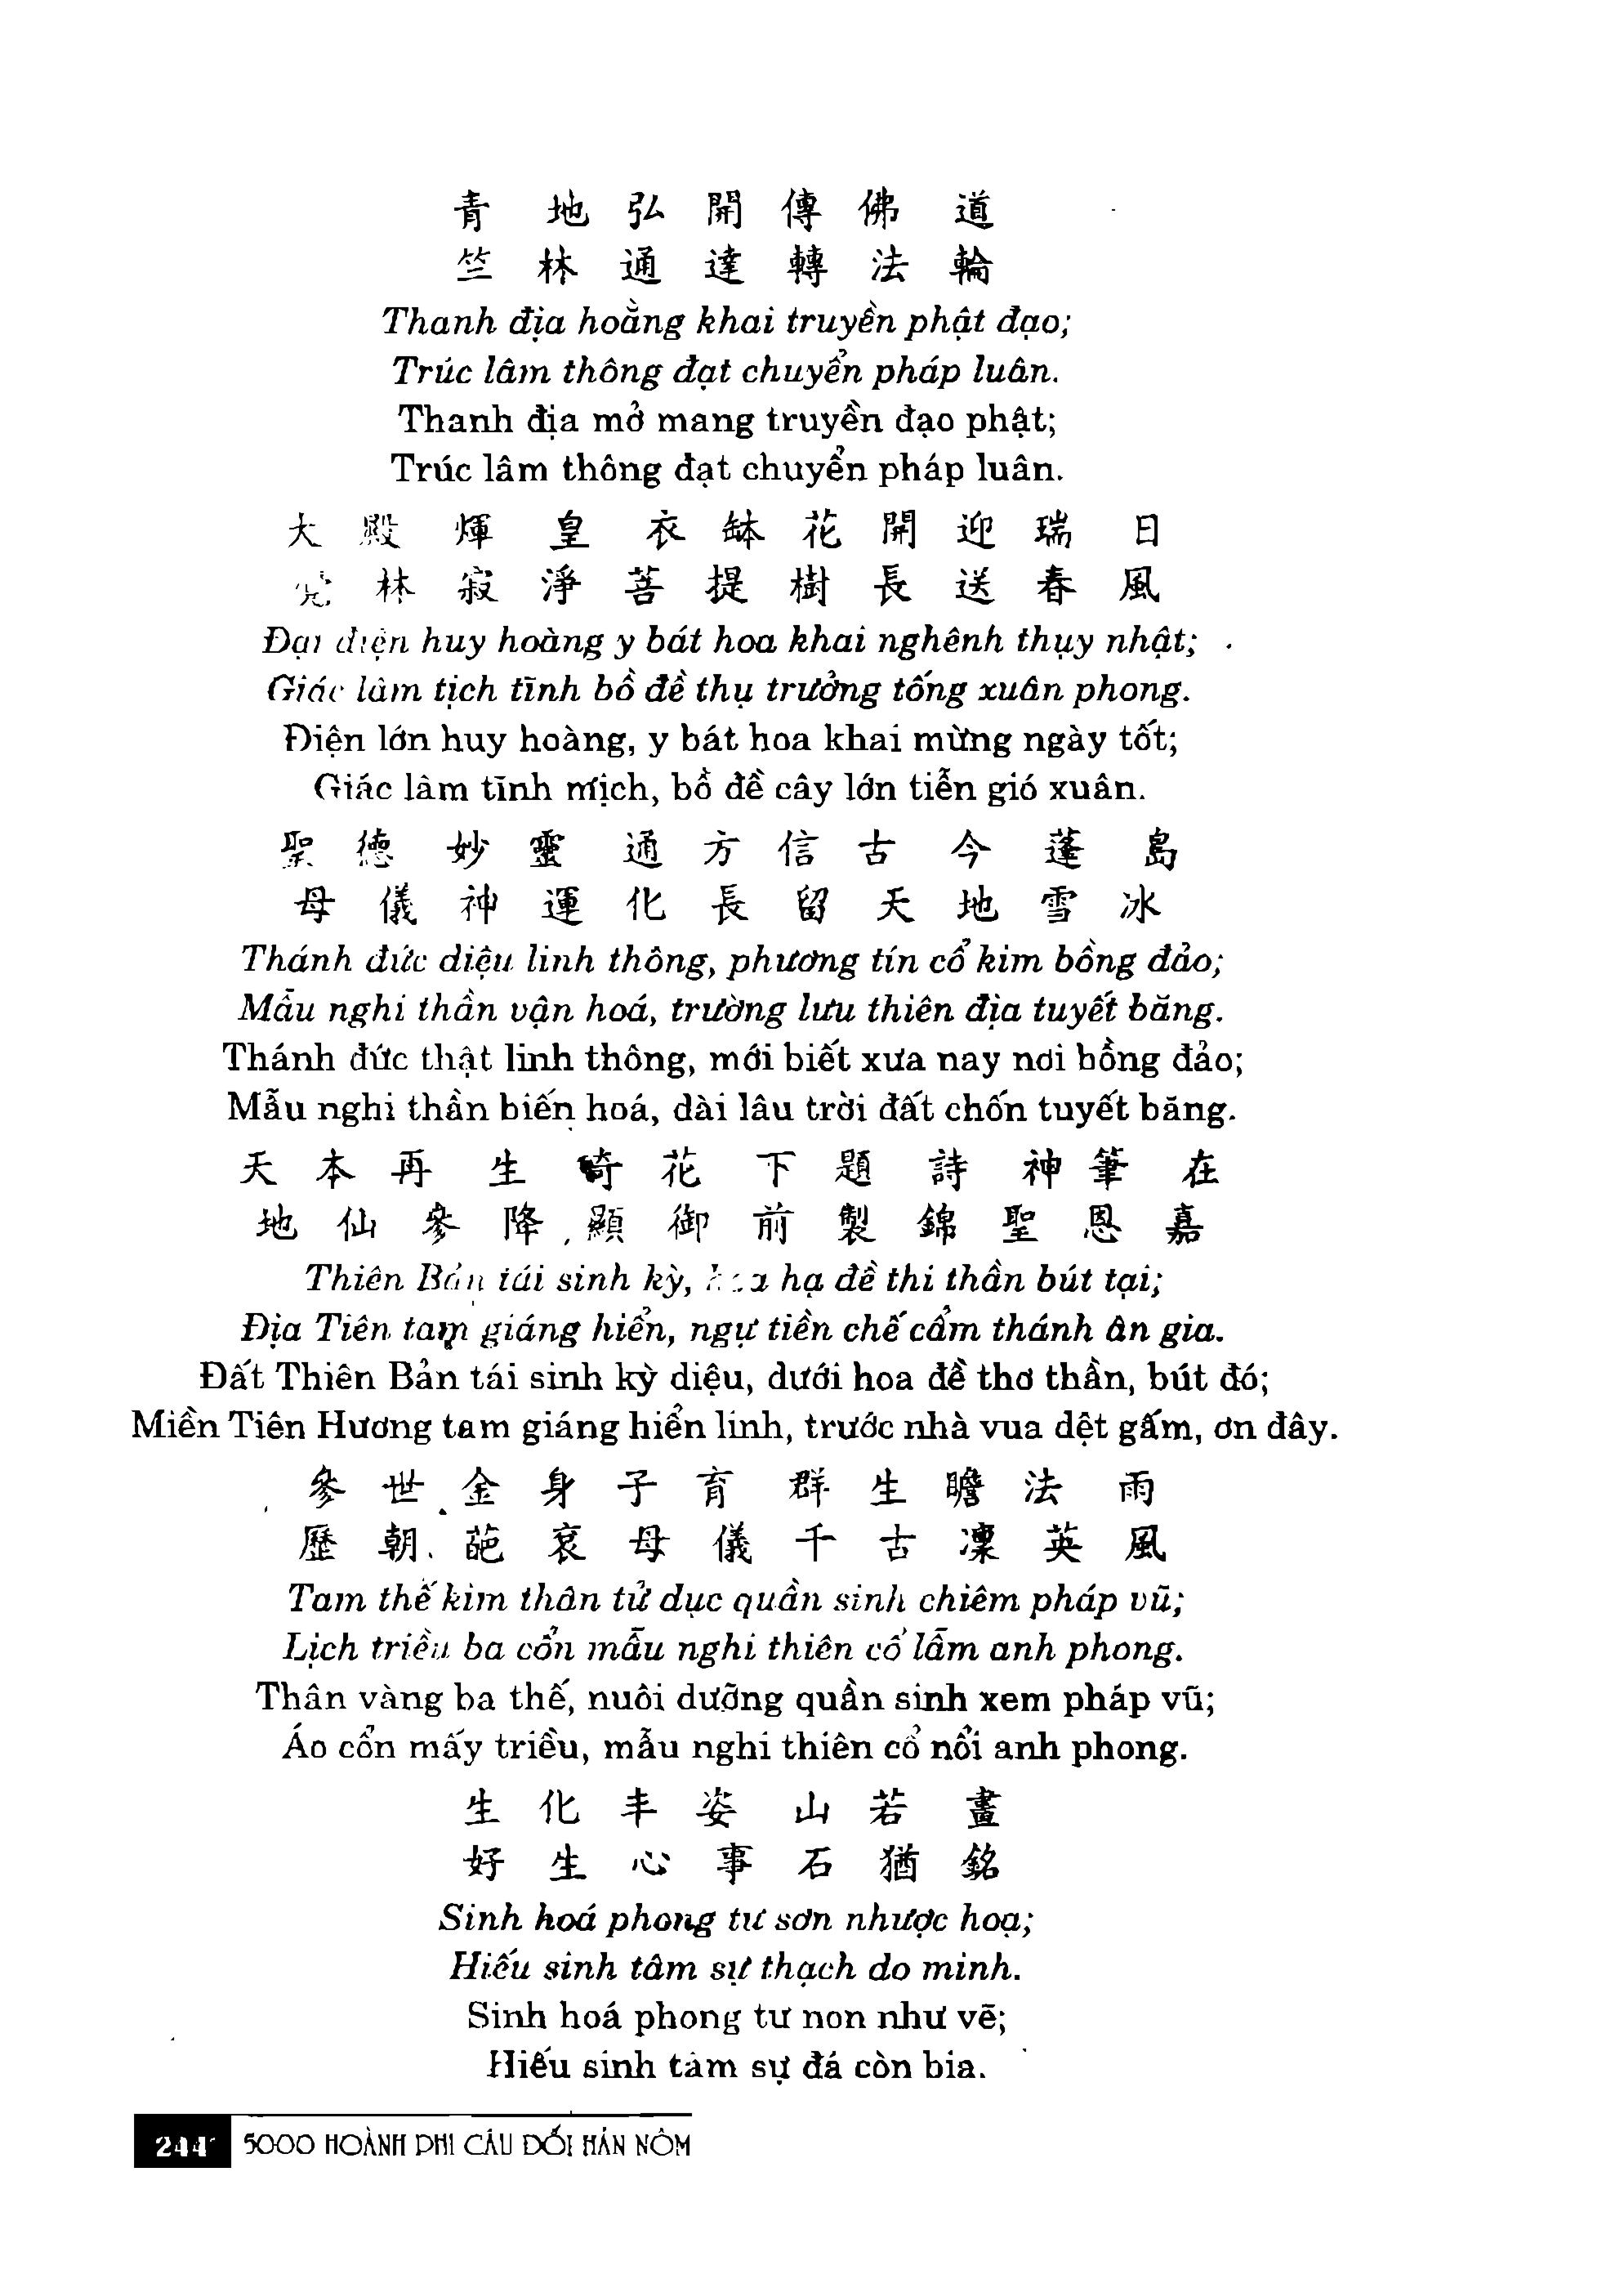 青地弘開傳佛道
竺林通達轉法輪
Thanh địa hoằng khai truyền phật đạo;
Trúc lâm thông đạt chuyển pháp luân.
Thanh địa mở mang truyền đạo phật;
Trúc lâm thông đạt chuyển pháp luân.
大殿煇皇衣缽花開迎瑞日
林寂淨菩提樹長送春風
Đại điện huy hoàng y bát hoa khai nghênh thụy nhật;
Giác lâm tịch tĩnh bồ đề thụ trưởng tống xuân phong.
Điện lớn huy hoàng, y bát hoa khai mừng ngày tốt;
Giác lâm tĩnh mịch, bồ đề cây lớn tiễn gió xuân.
聖德妙靈通方信古今蓬島
母儀神運化長留天地雪冰
Thánh đức diệu linh thông, phương tín cổ kim bồng đảo;
Mẫu nghi thần vận hoá, trường lưu thiên địa tuyết băng.
Thánh đức thật linh thông, mới biết xưa nay nơi bồng đảo;
Mẫu nghi thần biến hoá, dài lâu trời đất chốn tuyết băng.
天本再生崎花下題詩神筆在
地仙參降顯御前製錦聖恩嘉
Thiên Bản tái sinh kỳ, hoa hạ đề thi thần bút tại;
Địa Tiên tam giáng hiển, ngự tiền chế cẩm thánh ân gia.
Đất Thiên Bản tái sinh kỳ diệu, dưới hoa đề thơ thần, bút đó;
Miền Tiên Hương tam giáng hiển linh, trước nhà vua dệt gấm, ơn đây.
參世金身子育群生瞻法雨
歷朝葩袞母儀千古凜英風
Tam thế kim thân tử dục quần sinh chiêm pháp vũ;
Lịch triều ba cổn mẫu nghi thiên cổ lẫm anh phong.
Thân vàng ba thế, nuôi dưỡng quần sinh xem pháp vũ;
Áo cổn mấy triều, mẫu nghi thiên cổ nổi anh phong.
生化丰姿山若畫
好生心事石猶銘
Sinh hoá phong tư sơn nhược hoạ;
Hiếu sinh tâm sự thạch do minh.
Sinh hoá phong tư non như vẽ;
Hiếu sinh tâm sự đá còn bia.
244 5000 HOÀNH PHI CÂU ĐỐI HÁN NÔM